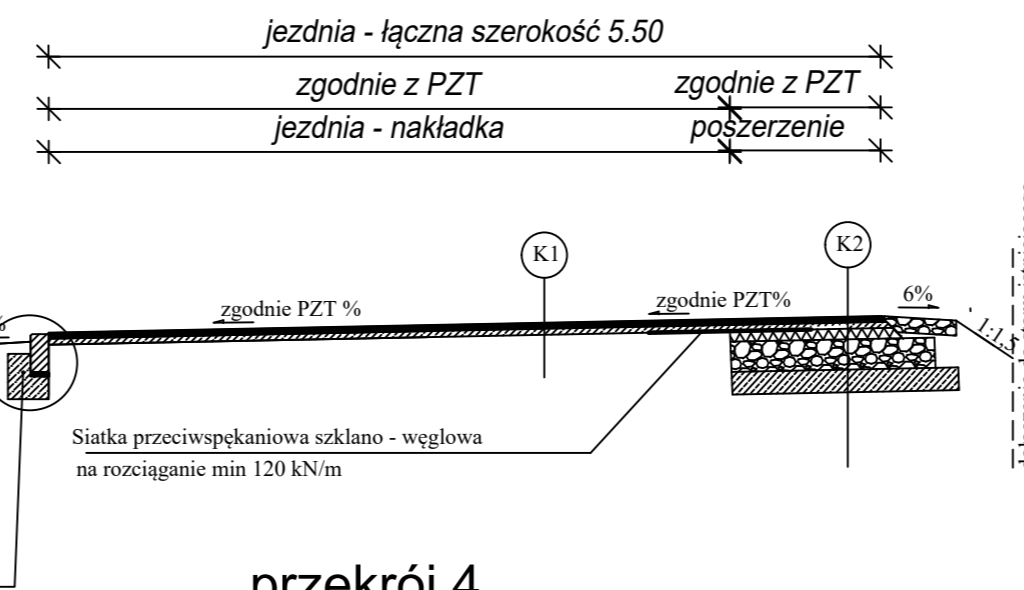 jezdnia - łączna szerokość 5.50
zgodnie z PZT
zgodnie z PZT
jezdnia - nakładka
poszerzenie
K1
K2
zgodnie PZT %
zgodnie PZT%
6%
%
1:1,5
Siatka przeciwspękaniowa szklano - węglowa
na rozciąganie min 120 kN/m
przekrój 4